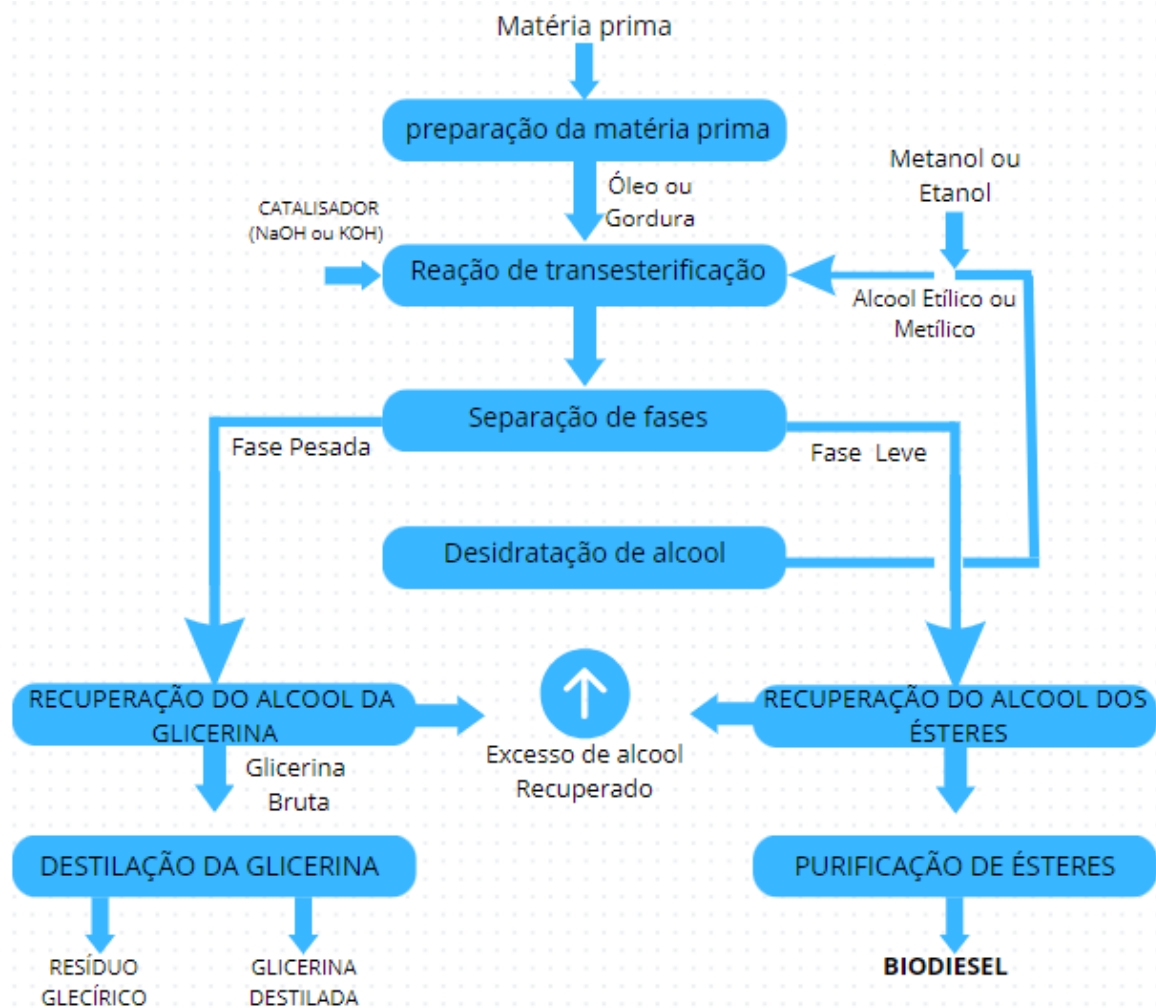 Matéria prima
preparação da matéria prima
Óleo ou
Gordura
Metanol ou
Etanol
CATALISADOR
(NaOH ou KOH)
Reação de transesterificação
Alcool Etílico ou
Metílico
Separação de fases
Fase Pesada
Fase Leve
Desidratação de alcool
RECUPERAÇÃO DO ALCOOL DA
GLICERINA
Excesso de alcool
Recuperado
RECUPERAÇÃO DO ALCOOL DOS
ÉSTERES
Glicerina
Bruta
DESTILAÇÃO DA GLICERINA
PURIFICAÇÃO DE ÉSTERES
RESÍDUO
GLECÍRICO
GLICERINA
DESTILADA
BIODIESEL